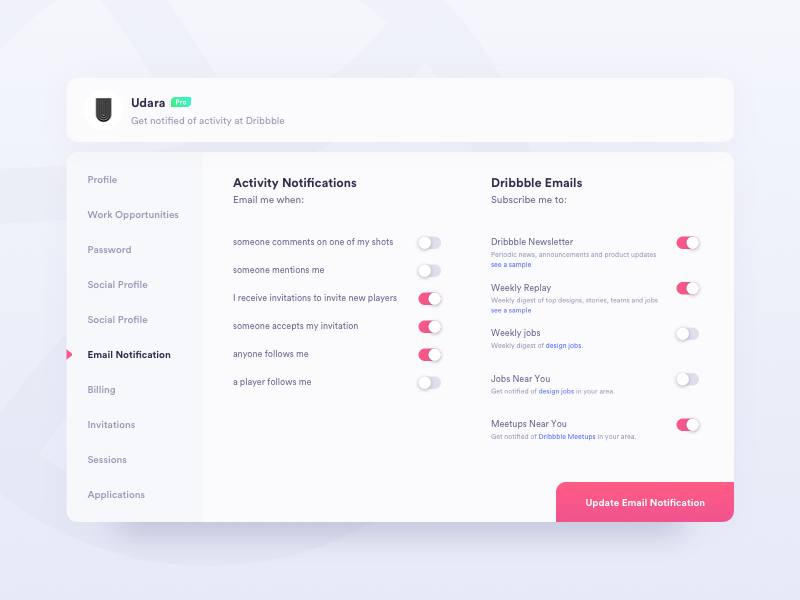 Udara Pro
Get notified of activity at Dribbble
Profile
Work Opportunities
Password
Social Profile
Social Profile
Email Notification
Billing
Invitations
Sessions
Applications
Activity Notifications
Email me when:
someone comments on one of my shots
someone mentions me
I receive invitations to invite new players
someone accepts my invitation
anyone follows me
a player follows me
Dribbble Emails
Subscribe me to:
Dribbble Newsletter
Periodic news, announcements and product updates
see a sample
Weekly Replay
Weekly digest of top designs, stories, teams and jobs
see a sample
Weekly jobs
Weekly digest of design jobs.
Jobs Near You
Get notified of design jobs in your area.
Meetups Near You
Get notified of Dribbble Meetups in your area.
Update Email Notification